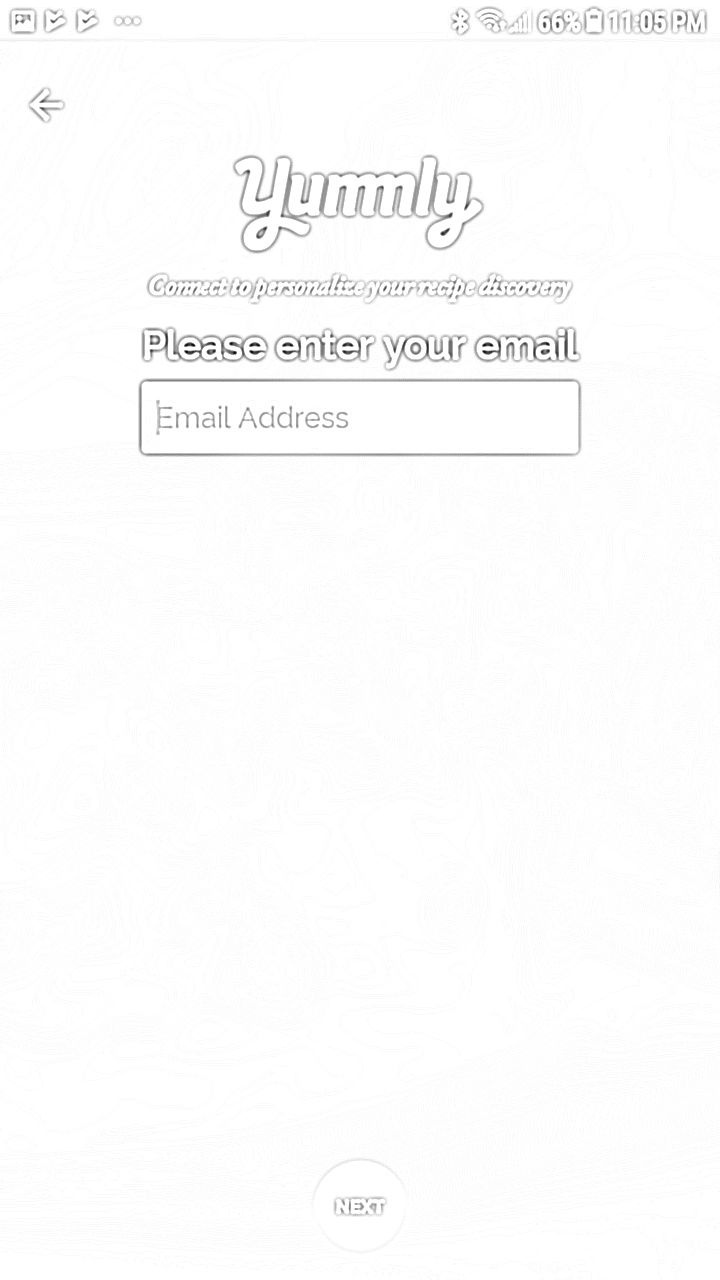 66% 11:05 PM
Yummly
Connect to personalize your recipe discovery
Please enter your email
Email Address
NEXT